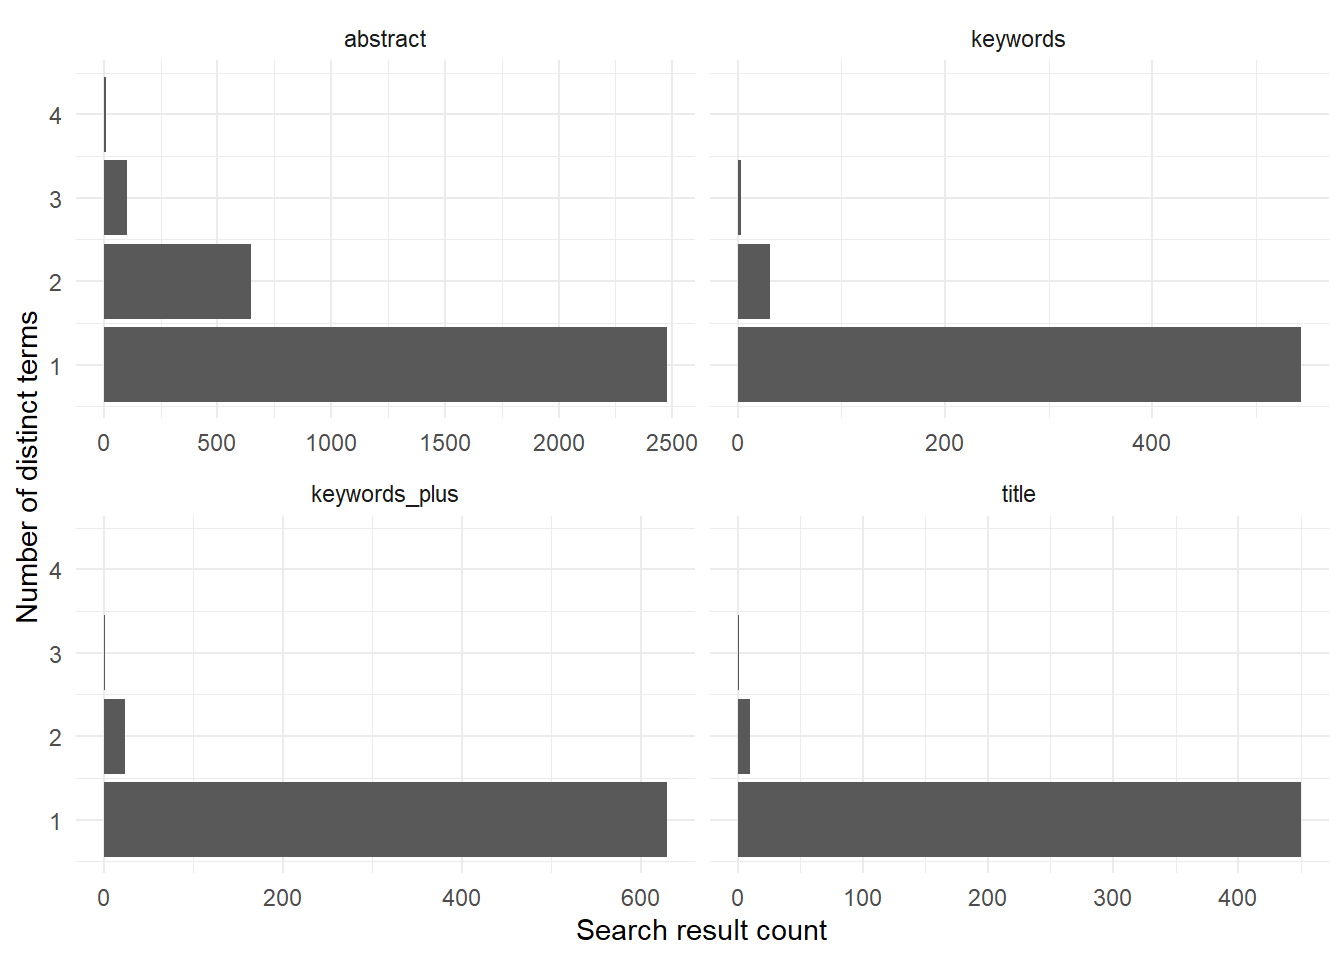 abstract
keywords
4
3
2
1
0 500 1000 1500 2000 2500
0 200 400
keywords_plus
title
4
3
2
1
0 200 400 600
0 100 200 300 400
Number of distinct terms
Search result count